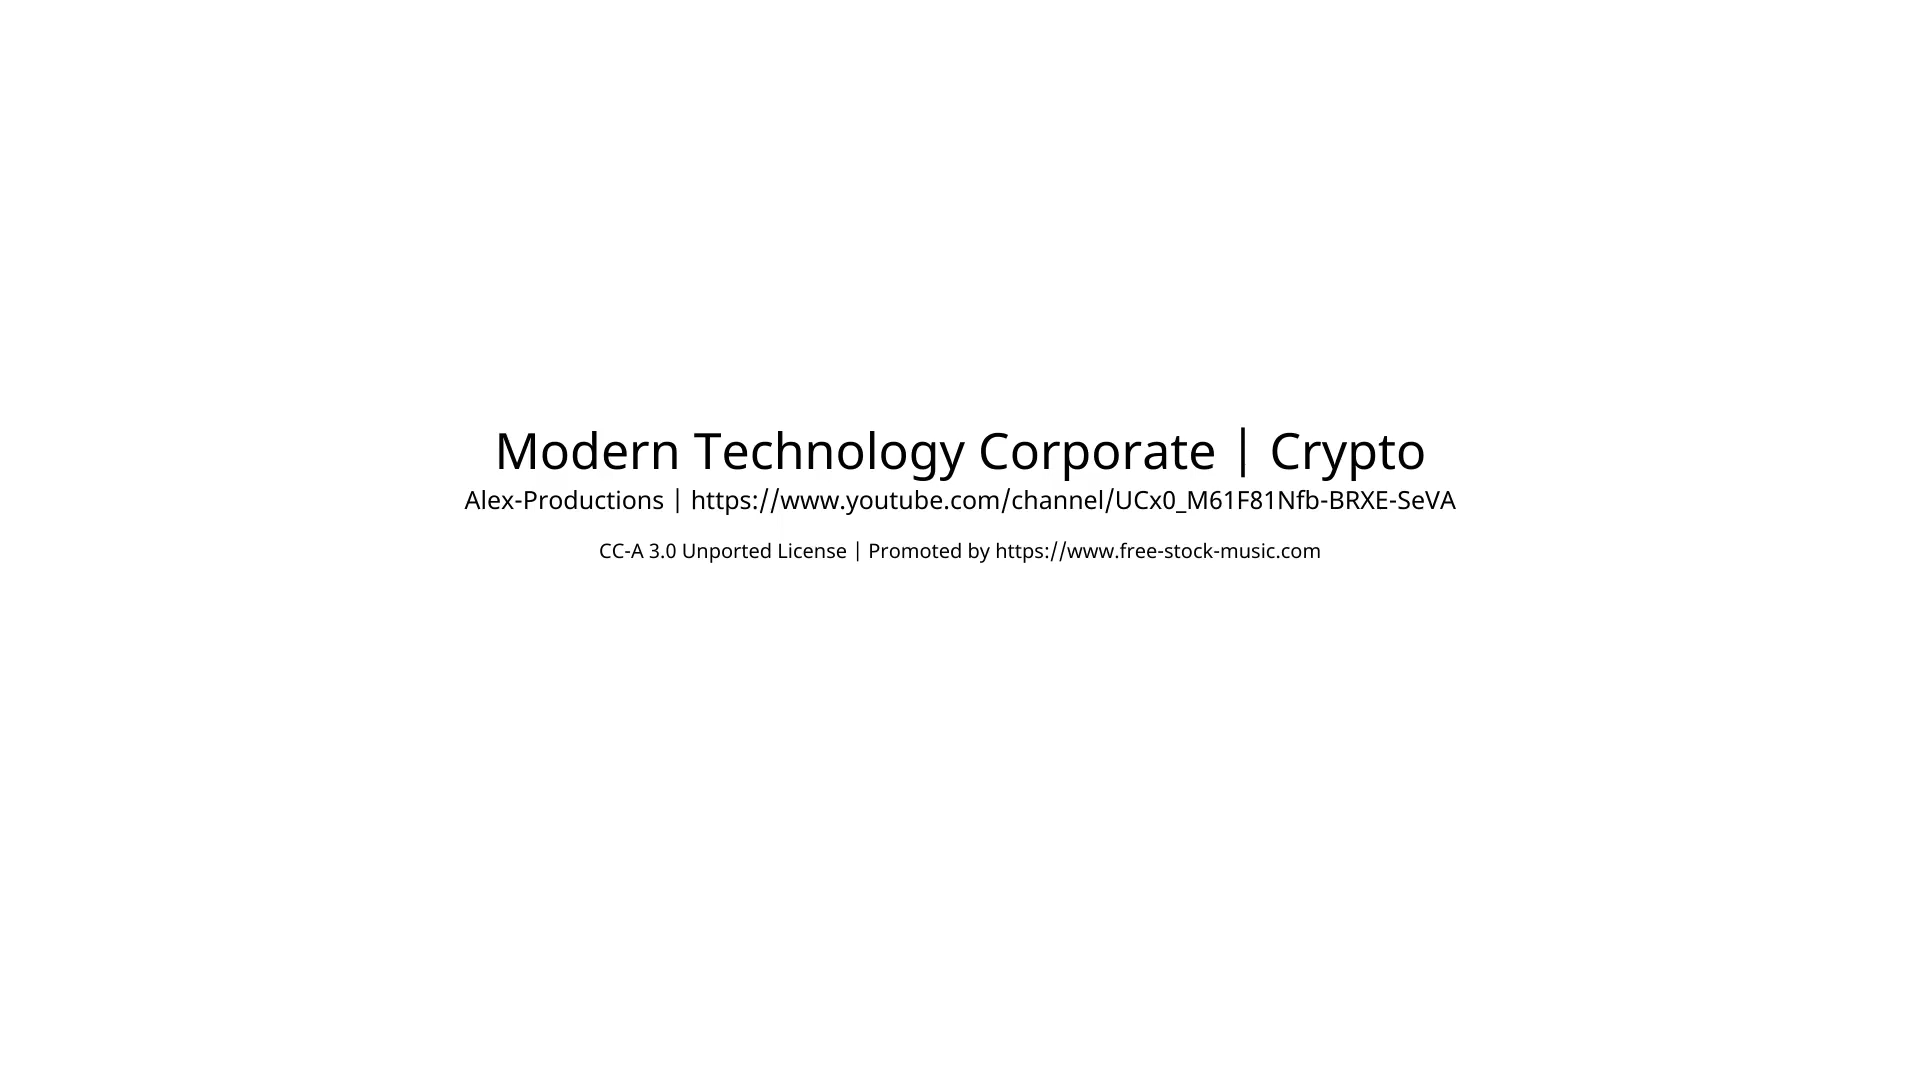 Modern Technology Corporate | Crypto
Alex-Productions | https://www.youtube.com/channel/UCx0_M61F81Nfb-BRXE-SeVA
CC-A 3.0 Unported License | Promoted by https://www.free-stock-music.com